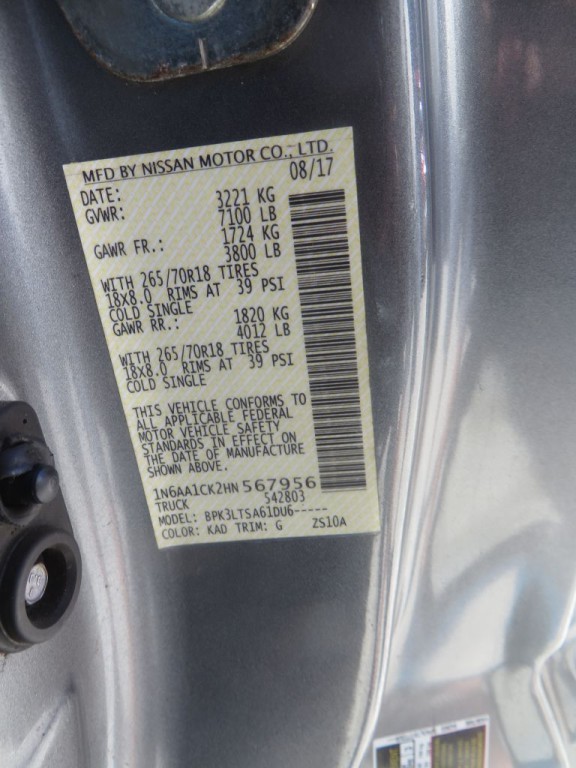 MFD BY NISSAN MOTOR CO., LTD.
DATE: 08/17
GVWR: 3221 KG
7100 LB
GAWR FR.: 1724 KG
3800 LB
WITH 265/70R18 TIRES
18x8.0 RIMS AT 39 PSI
COLD SINGLE
GAWR RR.: 1820 KG
4012 LB
WITH 265/70R18 TIRES
18x8.0 RIMS AT 39 PSI
COLD SINGLE
THIS VEHICLE CONFORMS TO
ALL APPLICABLE FEDERAL
MOTOR VEHICLE SAFETY
STANDARDS IN EFFECT ON
THE DATE OF MANUFACTURE
SHOWN ABOVE.
1N6AA1CK2HN567956
TRUCK 542803
MODEL: BPK3LTSA61DU6-----
COLOR: KAD TRIM: G ZS10A